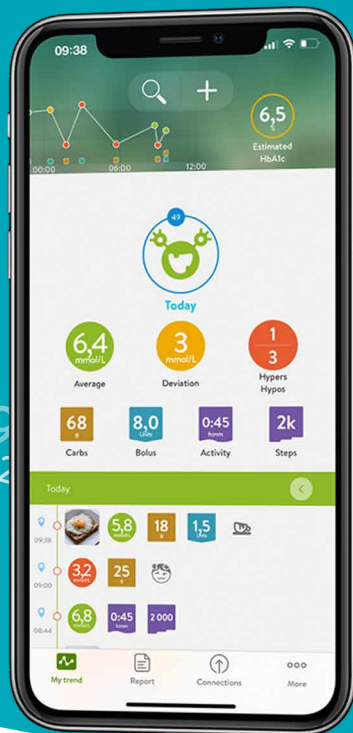 09:38
6,5
%
Estimated
HbA1c
00:00 06:00 12:00
49
Today
6,4 3 1
mmol/L mmol/L 3
Average Deviation Hypers
Hypos
68 8,0 0:45 2k
g Units h:mm
Carbs Bolus Activity Steps
Today
5,8 18 1,5
mmol/L g Units
09:38
3,2 25
mmol/L g
09:00
6,8 0:45 2 000
mmol/L h:mm
08:44
My trend Report Connections More